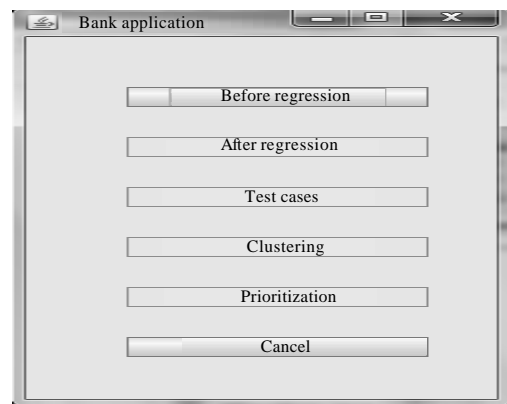 Bank application
Before regression
After regression
Test cases
Clustering
Prioritization
Cancel